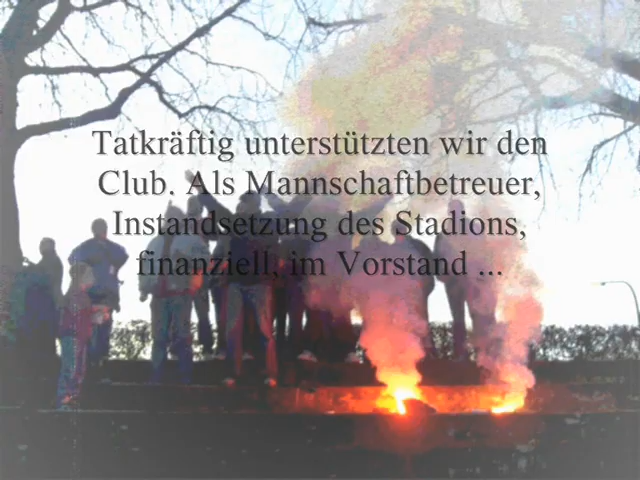 Tatkräftig unterstützten wir den
Club. Als Mannschaftbetreuer,
Instandsetzung des Stadions,
finanziell, im Vorstand ...